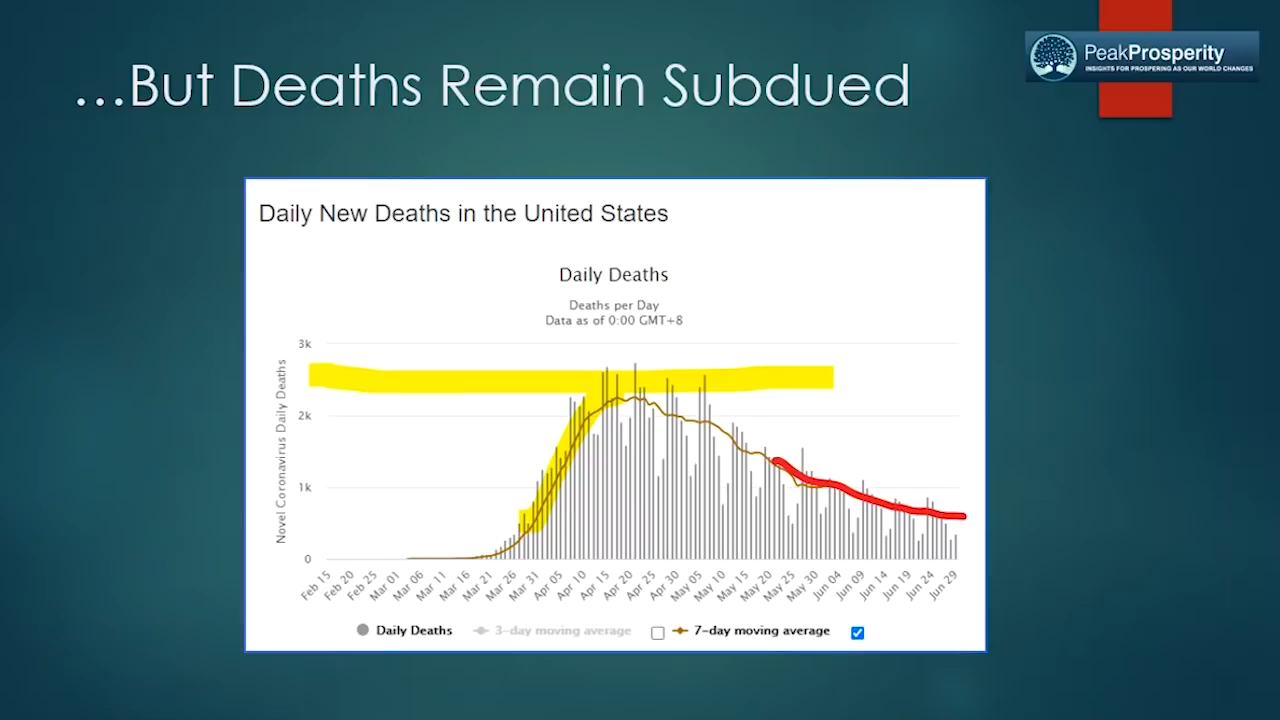 ...But Deaths Remain Subdued
PeakProsperity
INSIGHTS FOR PROSPERING AS OUR WORLD CHANGES
Daily New Deaths in the United States
Daily Deaths
Deaths per Day
Data as of 0:00 GMT+8
Novel Coronavirus Daily Deaths
3k
2k
1k
0
Feb 15
Feb 20
Feb 25
Mar 01
Mar 06
Mar 11
Mar 16
Mar 21
Mar 26
Mar 31
Apr 05
Apr 10
Apr 15
Apr 20
Apr 25
Apr 30
May 05
May 10
May 15
May 20
May 25
May 30
Jun 04
Jun 09
Jun 14
Jun 19
Jun 24
Jun 29
Daily Deaths
3-day moving average
7-day moving average